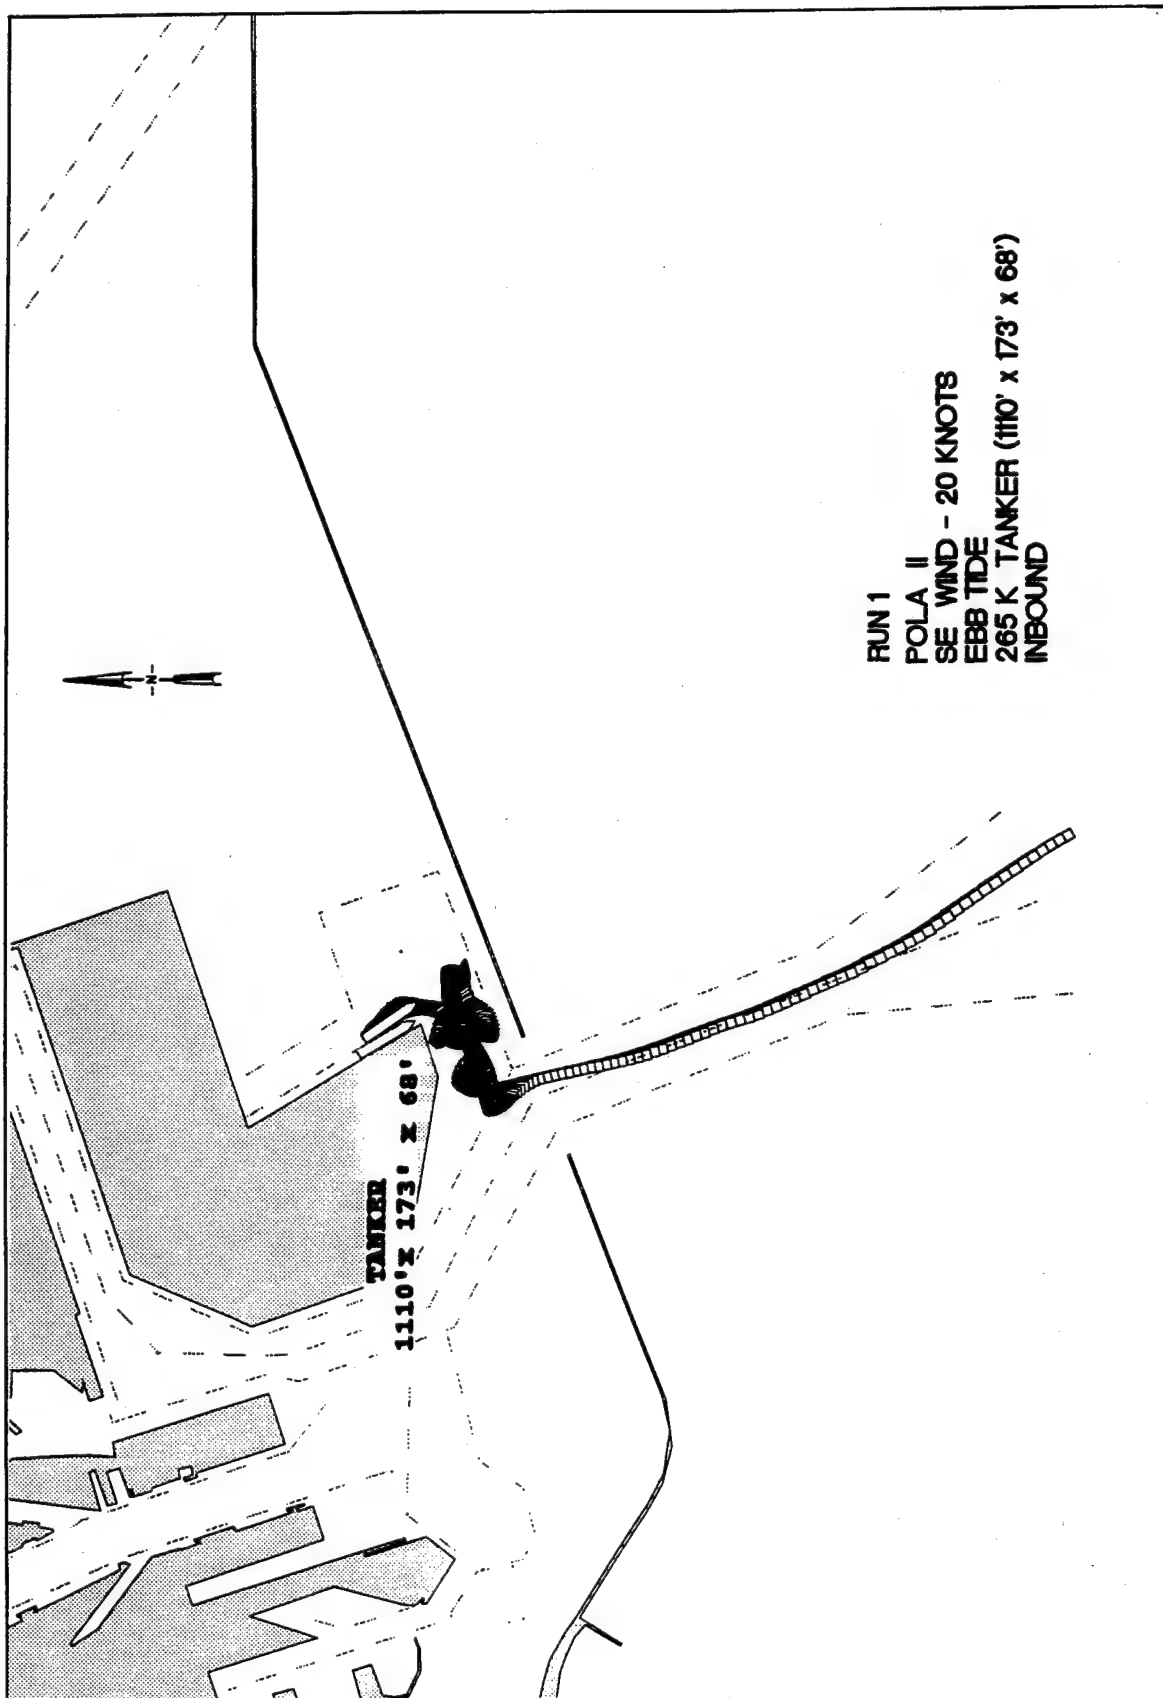 -N-
TANKER
1110'X 173' X 68'
RUN 1
POLA II
SE WIND - 20 KNOTS
EBB TIDE
265 K TANKER (1110' x 173' x 68')
INBOUND